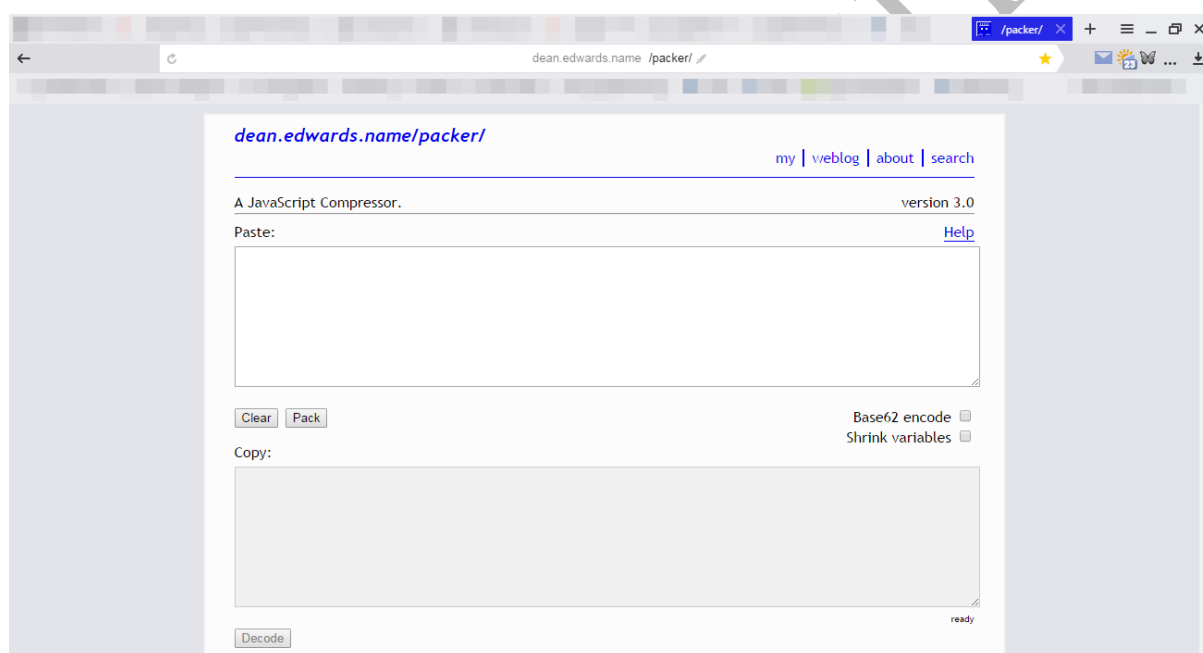 /packer/
dean.edwards.name /packer/
23
dean.edwards.name/packer/
my | weblog | about | search
A JavaScript Compressor. version 3.0
Paste: Help
Clear Pack Base62 encode
Shrink variables
Copy:
ready
Decode